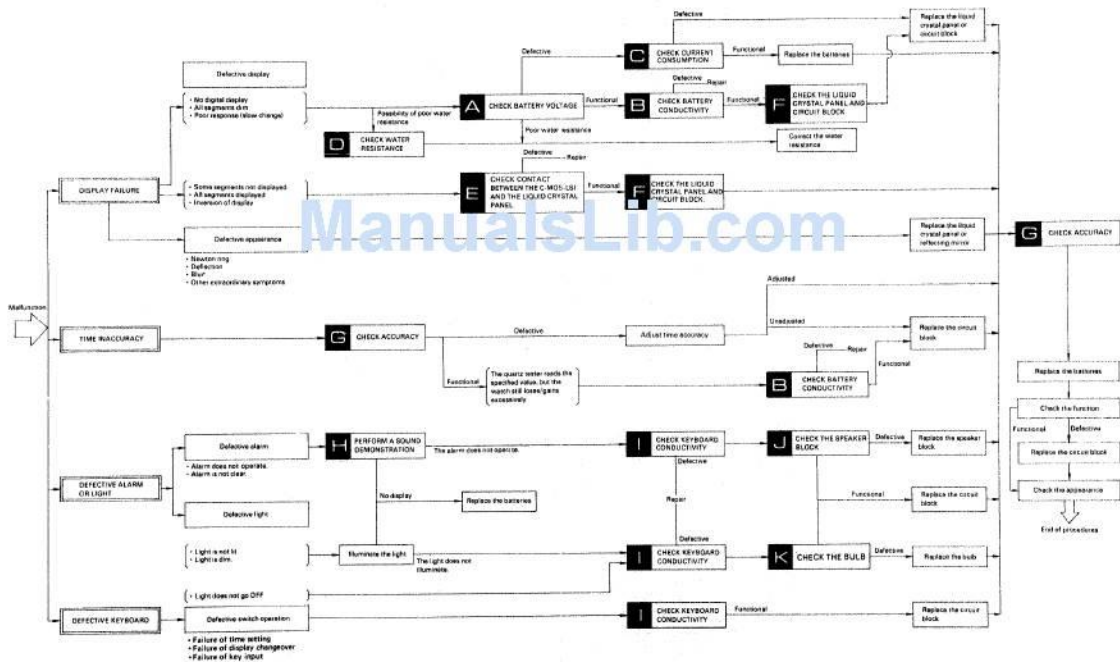 Defective
Replace the liquid
crystal panel or
circuit block
C
CHECK CURRENT
CONSUMPTION
Functional
Replace the batteries
Defective display
Defective
Defective
Repair
• No digital display
• All segments dim
• Poor response (slow change)
A
CHECK BATTERY VOLTAGE
Functional
B
CHECK BATTERY
CONDUCTIVITY
Functional
F
CHECK THE LIQUID
CRYSTAL PANEL AND
CIRCUIT BLOCK
Possibility of poor water
resistance
Poor water resistance
D
CHECK WATER
RESISTANCE
Correct the water
resistance
Defective
Repair
DISPLAY FAILURE
• Some segments not displayed.
• All segments displayed
• Inversion of display
E
CHECK CONTACT
BETWEEN THE C-MOS-LSI
AND THE LIQUID CRYSTAL
PANEL
Functional
F
CHECK THE LIQUID
CRYSTAL PANEL AND
CIRCUIT BLOCK.
ManualsLib.com
Defective appearance
Replace the liquid
crystal panel or
reflecting mirror
G
CHECK ACCURACY
• Newton ring
• Deflection
• Blur
• Other extraordinary symptoms
Malfunction
Adjusted
TIME INACCURACY
G
CHECK ACCURACY
Defective
Adjust time accuracy
Unadjusted
Replace the circuit
block
Defective
Repair
Functional
Functional
The quartz tester reads the
specified value, but the
watch still loses/gains
excessively
B
CHECK BATTERY
CONDUCTIVITY
Replace the batteries
Check the function
Functional
Defective
Replace the circuit block
Check the appearance
End of procedures
Defective alarm
H
PERFORM A SOUND
DEMONSTRATION
The alarm does not operate.
I
CHECK KEYBOARD
CONDUCTIVITY
J
CHECK THE SPEAKER
BLOCK
Defective
Replace the speaker
block
• Alarm does not operate.
• Alarm is not clear.
Defective
DEFECTIVE ALARM
OR LIGHT
No display
Replace the batteries
Repair
Functional
Replace the circuit
block
Defective light
Defective
• Light is not lit
• Light is dim.
Illuminate the light
The light does not
illuminate.
I
CHECK KEYBOARD
CONDUCTIVITY
K
CHECK THE BULB
Defective
Replace the bulb
• Light does not go OFF
DEFECTIVE KEYBOARD
Defective switch operation
I
CHECK KEYBOARD
CONDUCTIVITY
Functional
Replace the circuit
block
• Failure of time setting
• Failure of display changeover
• Failure of key input